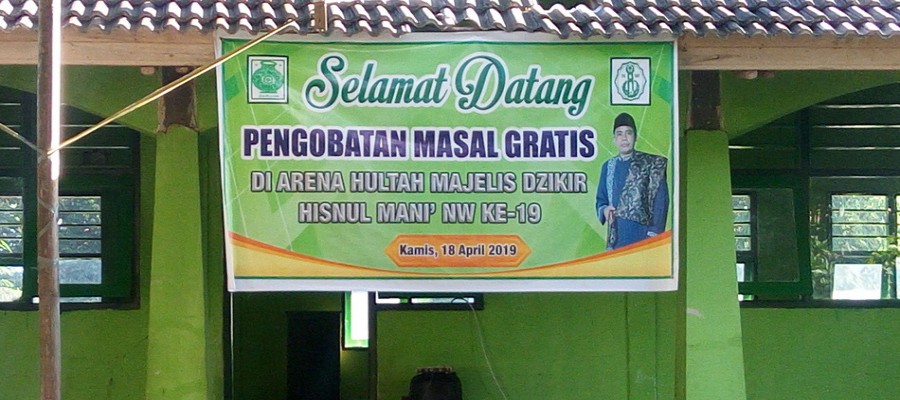 Selamat Datang
PENGOBATAN MASAL GRATIS
DI ARENA HULTAH MAJELIS DZIKIR
HISNUL MANI' NW KE-19
Kamis, 18 April 2019